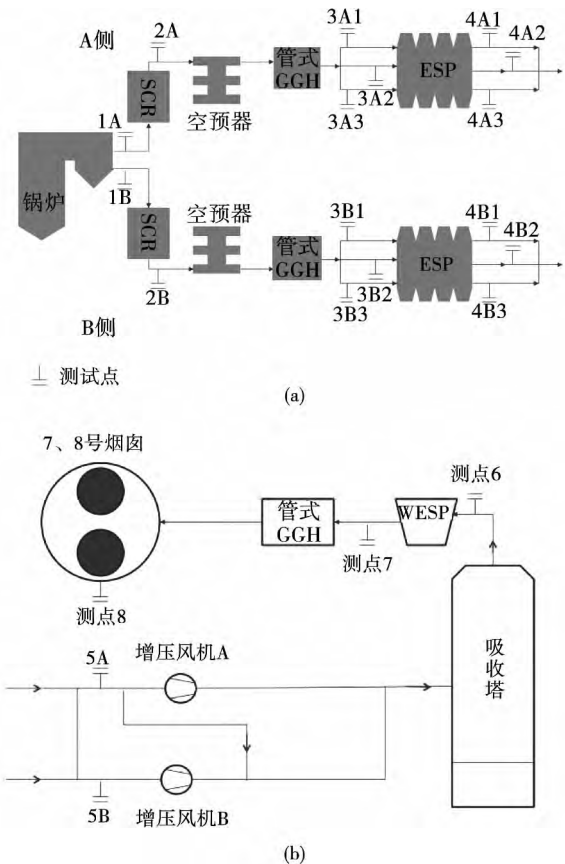 A侧
2A
SCR
空预器
管式
GGH
3A1
3A2
3A3
ESP
4A1
4A2
4A3
1A
锅炉
1B
SCR
2B
空预器
管式
GGH
3B1
3B2
3B3
ESP
4B1
4B2
4B3
B侧
测试点
(a)
7、8号烟囱
测点8
管式
GGH
测点7
WESP
测点6
吸收塔
5A
增压风机A
5B
增压风机B
(b)